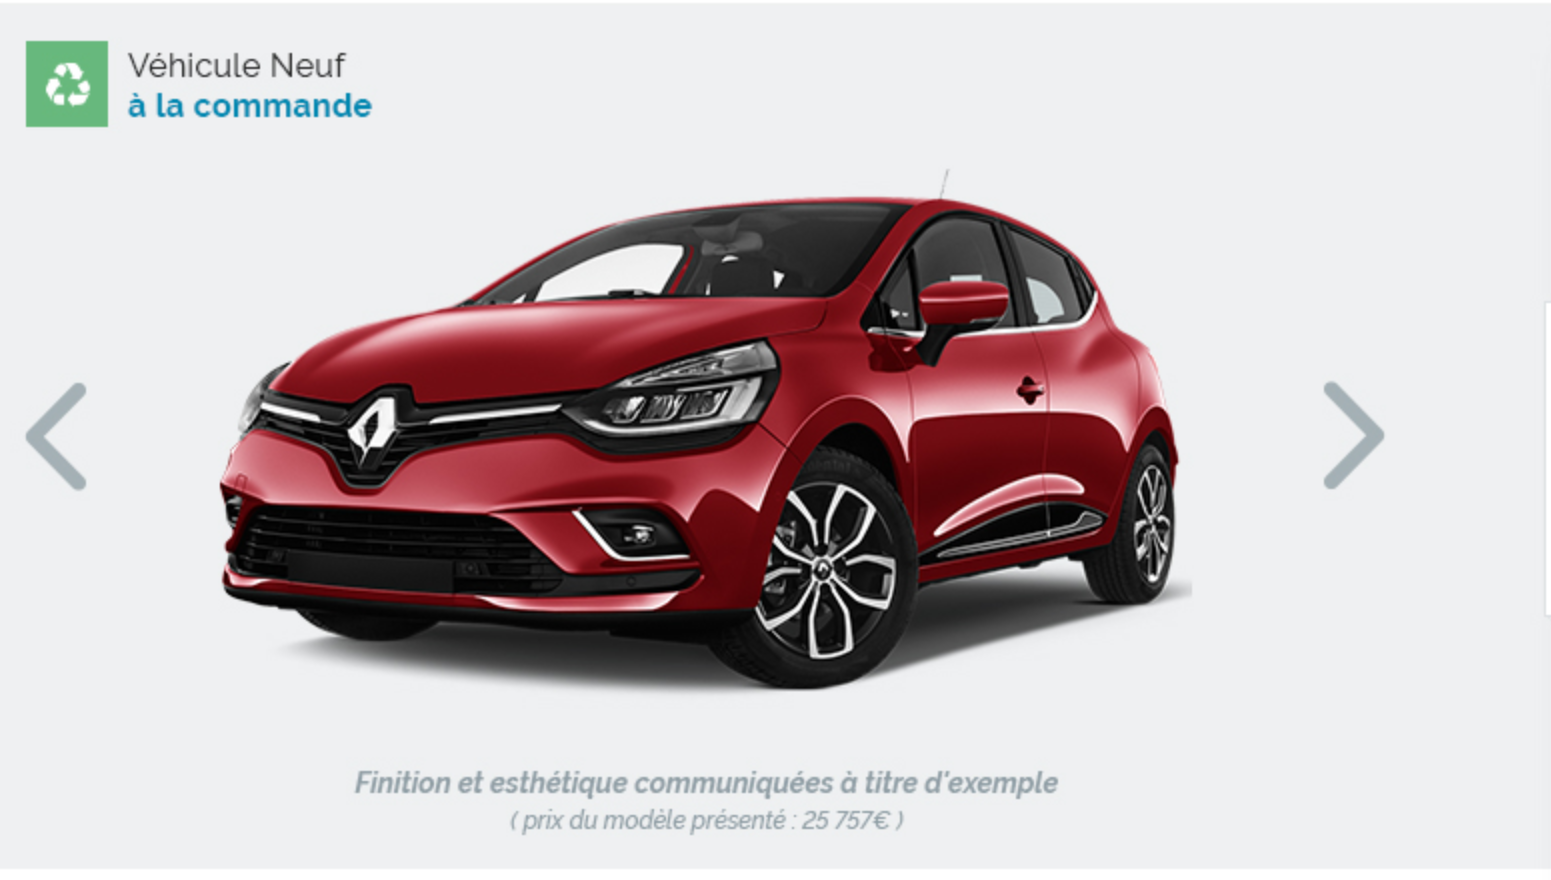 Véhicule Neuf
à la commande
Finition et esthétique communiquées à titre d'exemple
( prix du modèle présenté : 25 757€ )